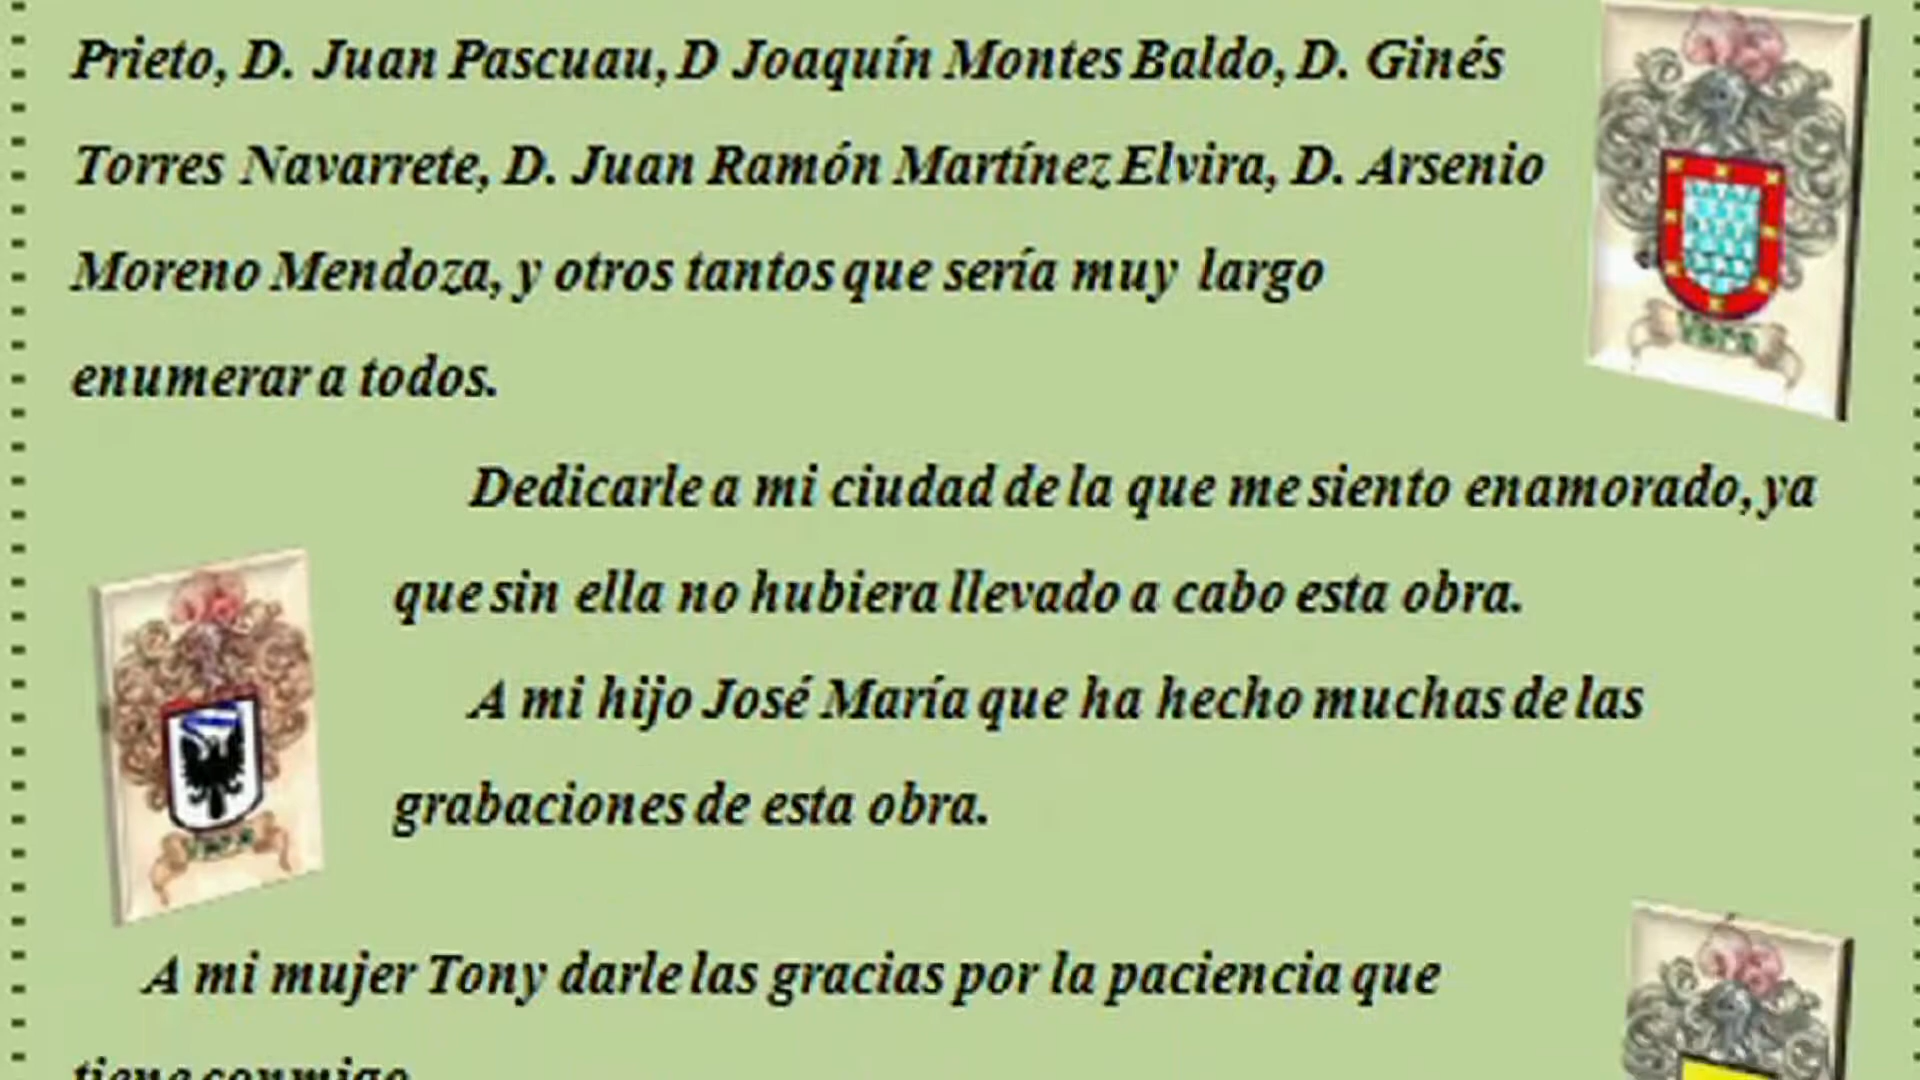 Prieto, D. Juan Pascuau, D Joaquín Montes Baldo, D. Ginés
Torres Navarrete, D. Juan Ramón Martínez Elvira, D. Arsenio
Moreno Mendoza, y otros tantos que sería muy largo
enumerar a todos.
Dedicarle a mi ciudad de la que me siento enamorado, ya
que sin ella no hubiera llevado a cabo esta obra.
A mi hijo José María que ha hecho muchas de las
grabaciones de esta obra.
A mi mujer Tony darle las gracias por la paciencia que
tiene conmigo